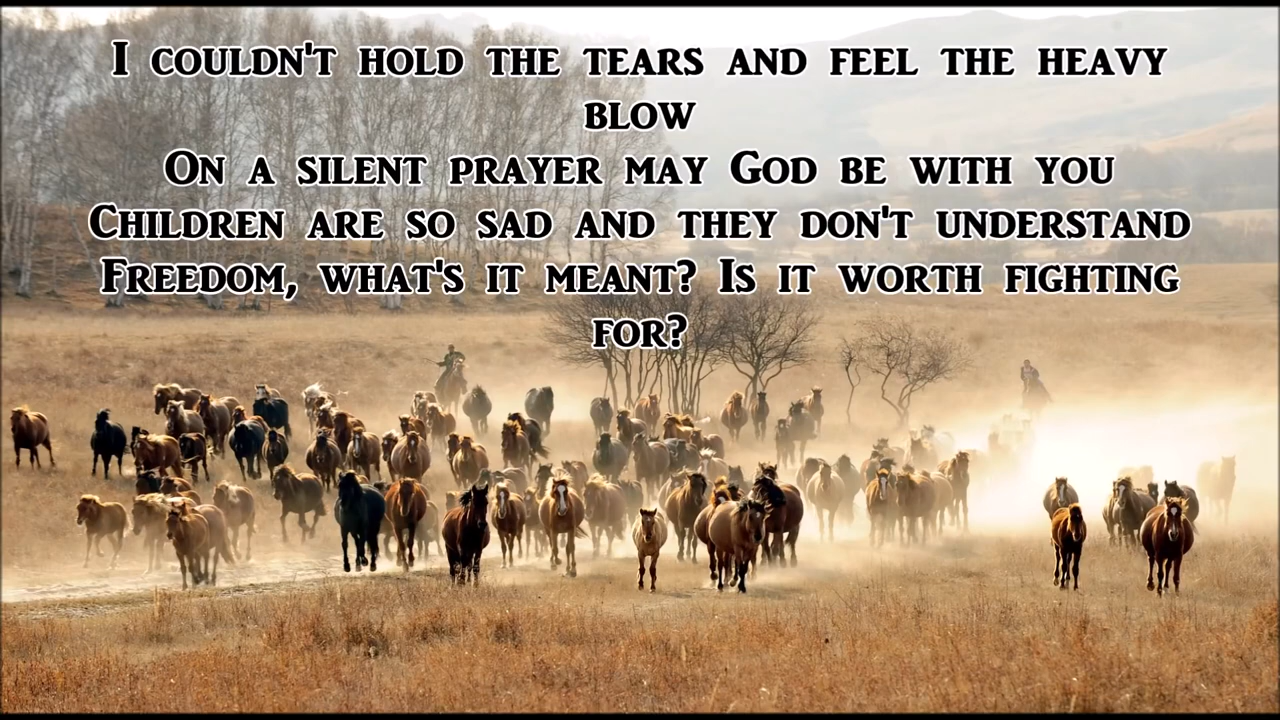 I couldn't hold the tears and feel the heavy
blow
On a silent prayer may God be with you
Children are so sad and they don't understand
Freedom, what's it meant? Is it worth fighting
for?